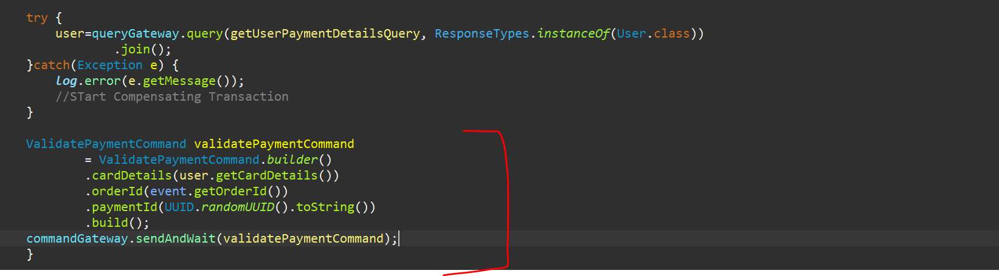 try {
user=queryGateway.query(getUserPaymentDetailsQuery, ResponseTypes.instanceOf(User.class))
.join();
}catch(Exception e) {
log.error(e.getMessage());
//STart Compensating Transaction
}
ValidatePaymentCommand validatePaymentCommand
= ValidatePaymentCommand.builder()
.cardDetails(user.getCardDetails())
.orderId(event.getOrderId())
.paymentId(UUID.randomUUID().toString())
.build();
commandGateway.sendAndWait(validatePaymentCommand);
}